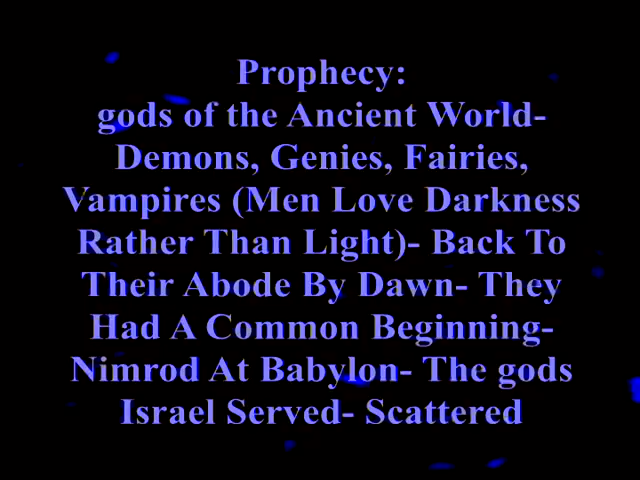 Prophecy:
gods of the Ancient World-
Demons, Genies, Fairies,
Vampires (Men Love Darkness
Rather Than Light)- Back To
Their Abode By Dawn- They
Had A Common Beginning-
Nimrod At Babylon- The gods
Israel Served- Scattered